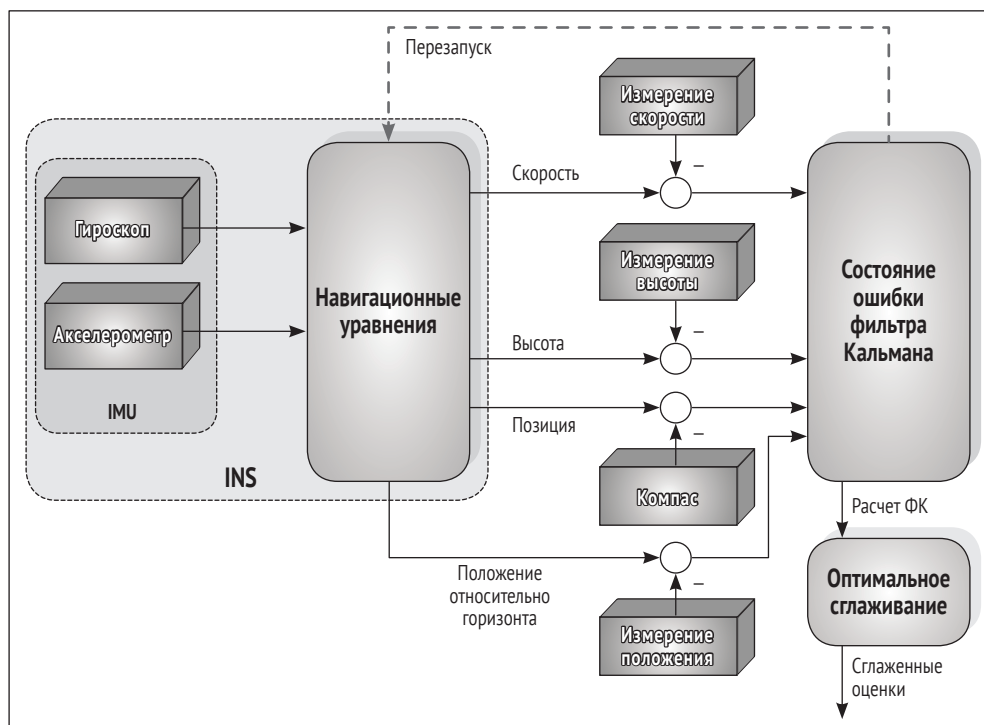 Перезапуск
Измерение
скорости
–
Скорость
Гироскоп
Измерение
высоты
Навигационные
уравнения
Состояние
ошибки
фильтра
Кальмана
Акселерометр
–
Высота
IMU
Позиция
–
INS
Компас
Расчет ФК
Положение
относительно
горизонта
–
Оптимальное
сглаживание
Измерение
положения
Сглаженные
оценки